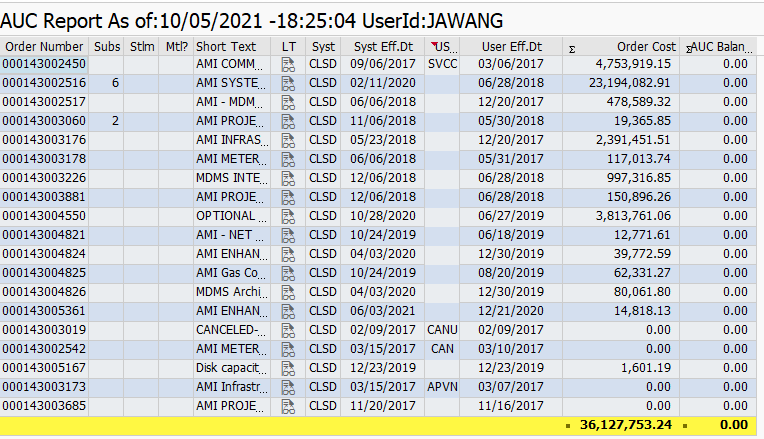 AUC Report As of:10/05/2021 -18:25:04 UserId:JAWANG
Order Number Subs Stlm Mtl? Short Text LT Syst Syst Eff.Dt US... User Eff.Dt Σ Order Cost Σ AUC Balan...
000143002450 AMI COMM... CLSD 09/06/2017 SVCC 03/06/2017 4,753,919.15 0.00
000143002516 6 AMI SYSTE... CLSD 02/11/2020 06/28/2018 23,194,082.91 0.00
000143002517 AMI - MDM... CLSD 06/06/2018 12/20/2017 478,589.32 0.00
000143003060 2 AMI PROJE... CLSD 11/06/2018 05/30/2018 19,365.85 0.00
000143003176 AMI INFRAS... CLSD 05/23/2018 12/20/2017 2,391,451.51 0.00
000143003178 AMI METER... CLSD 06/06/2018 05/31/2017 117,013.74 0.00
000143003226 MDMS INTE... CLSD 12/06/2018 06/28/2018 997,316.85 0.00
000143003881 AMI PROJE... CLSD 12/06/2018 06/28/2018 150,896.26 0.00
000143004550 OPTIONAL ... CLSD 10/28/2020 06/27/2019 3,813,761.06 0.00
000143004821 AMI - NET ... CLSD 10/24/2019 06/18/2019 12,771.61 0.00
000143004824 AMI ENHAN... CLSD 04/03/2020 12/30/2019 39,772.59 0.00
000143004825 AMI Gas Co... CLSD 10/24/2019 08/20/2019 62,331.27 0.00
000143004826 MDMS Archi... CLSD 04/03/2020 12/30/2019 80,061.80 0.00
000143005361 AMI ENHAN... CLSD 06/03/2021 12/21/2020 14,818.13 0.00
000143003019 CANCELED-... CLSD 02/09/2017 CANU 02/09/2017 0.00 0.00
000143002542 AMI METER... CLSD 03/15/2017 CAN 03/10/2017 0.00 0.00
000143005167 Disk capacit... CLSD 12/23/2019 12/23/2019 1,601.19 0.00
000143003173 AMI Infrastr... CLSD 03/15/2017 APVN 03/07/2017 0.00 0.00
000143003685 AMI PROJE... CLSD 11/20/2017 11/16/2017 0.00 0.00
36,127,753.24 0.00